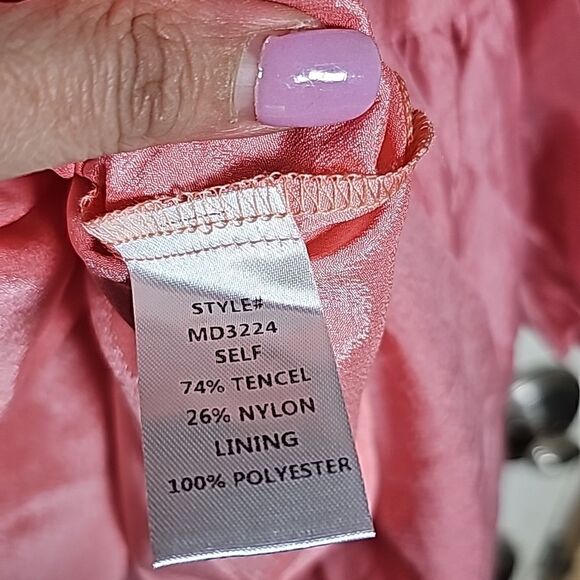 STYLE#
MD3224
SELF
74% TENCEL
26% NYLON
LINING
100% POLYESTER